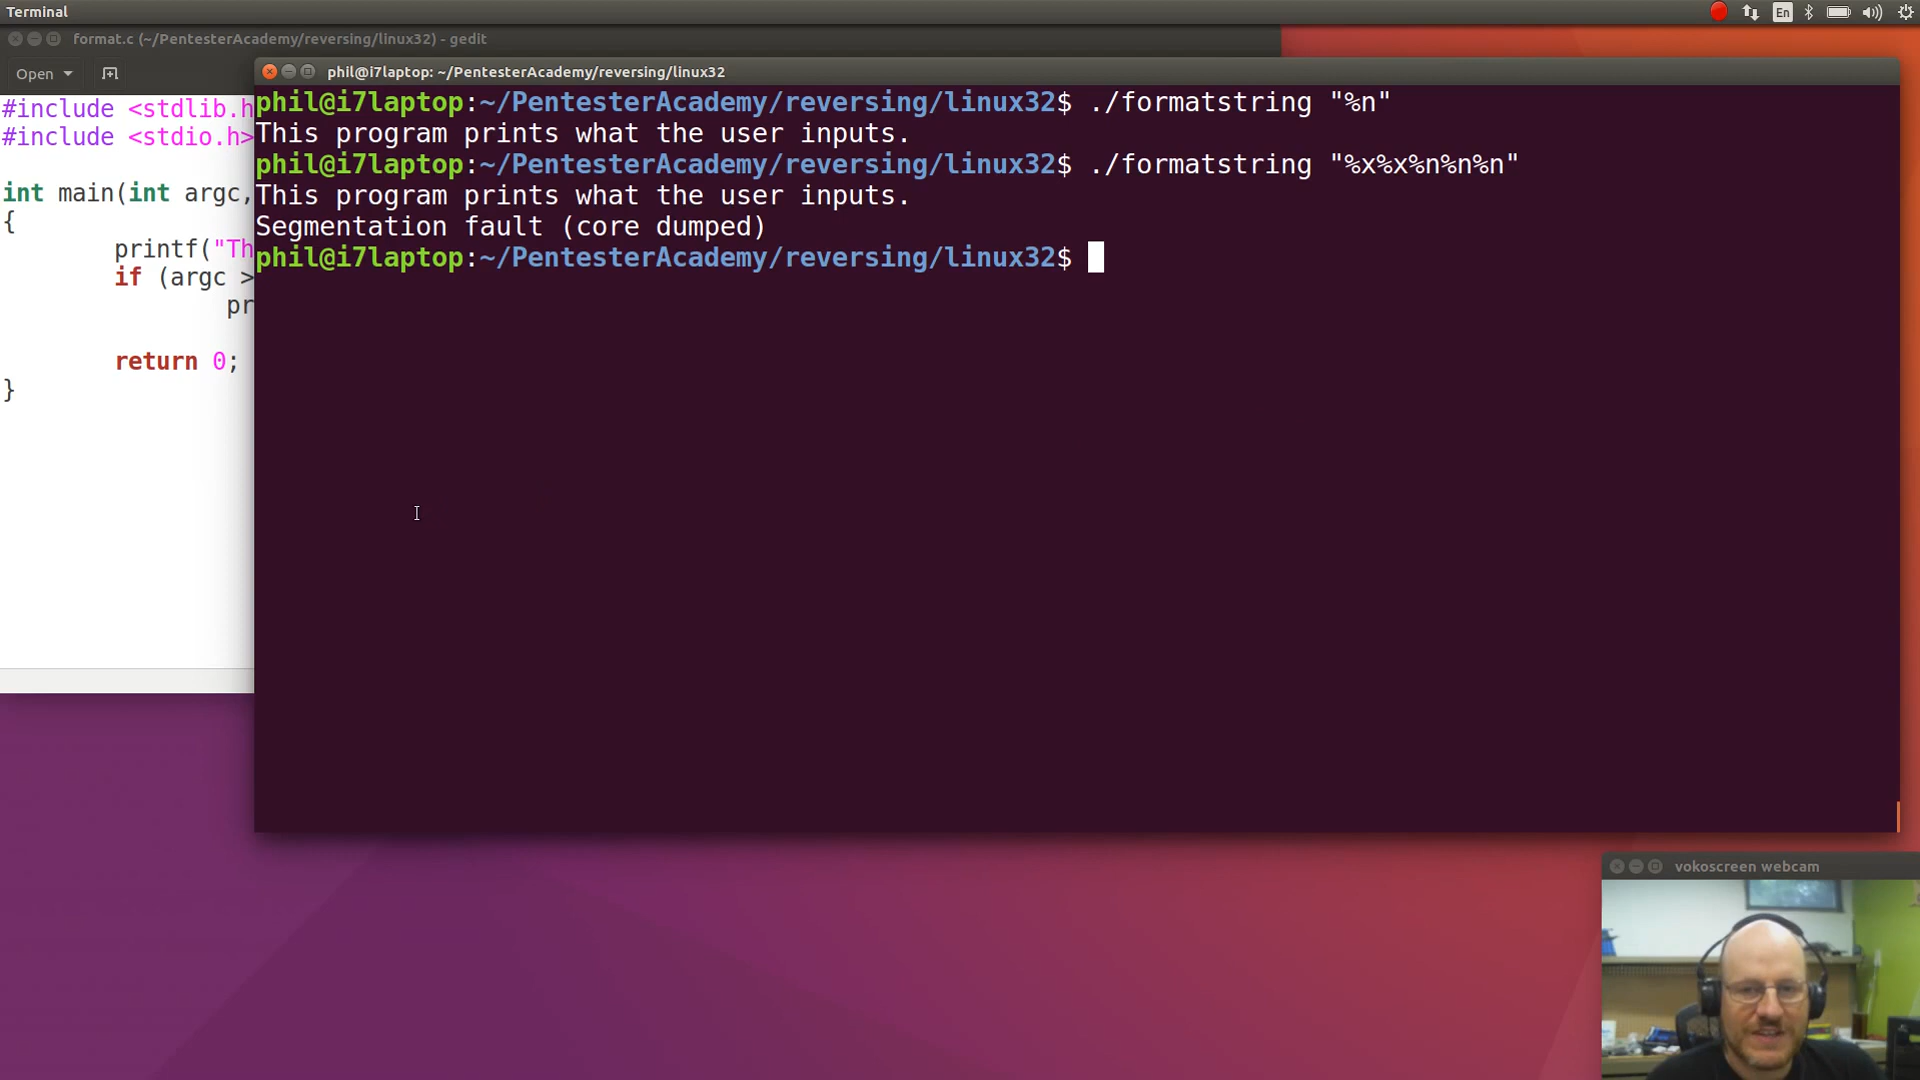 Terminal
En
format.c (~/PentesterAcademy/reversing/linux32) - gedit
Open
#include <stdlib.h
#include <stdio.h>
int main(int argc,
{
printf("Th
if (argc >
pr
return 0;
}
phil@i7laptop: ~/PentesterAcademy/reversing/linux32
phil@i7laptop:~/PentesterAcademy/reversing/linux32$ ./formatstring "%n"
This program prints what the user inputs.
phil@i7laptop:~/PentesterAcademy/reversing/linux32$ ./formatstring "%x%x%n%n%n"
This program prints what the user inputs.
Segmentation fault (core dumped)
phil@i7laptop:~/PentesterAcademy/reversing/linux32$
vokoscreen webcam